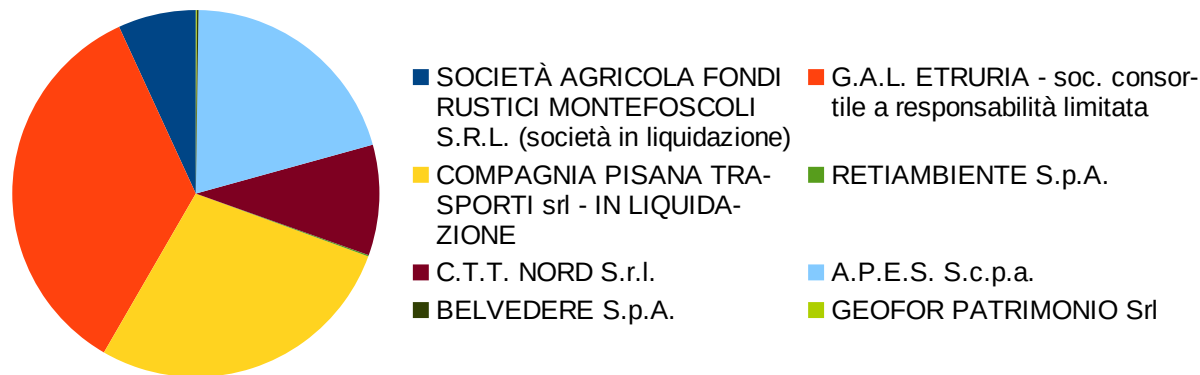 SOCIETÀ AGRICOLA FONDI
RUSTICI MONTEFOSCOLI
S.R.L. (società in liquidazione)
G.A.L. ETRURIA - soc. consor-
tile a responsabilità limitata
COMPAGNIA PISANA TRA-
SPORTI srl - IN LIQUIDA-
ZIONE
RETIAMBIENTE S.p.A.
C.T.T. NORD S.r.l.
A.P.E.S. S.c.p.a.
BELVEDERE S.p.A.
GEOFOR PATRIMONIO Srl